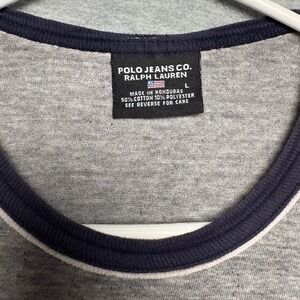 POLO JEANS CO.
RALPH LAUREN
L
MADE IN HONDURAS
90% COTTON 10% POLYESTER
SEE REVERSE FOR CARE